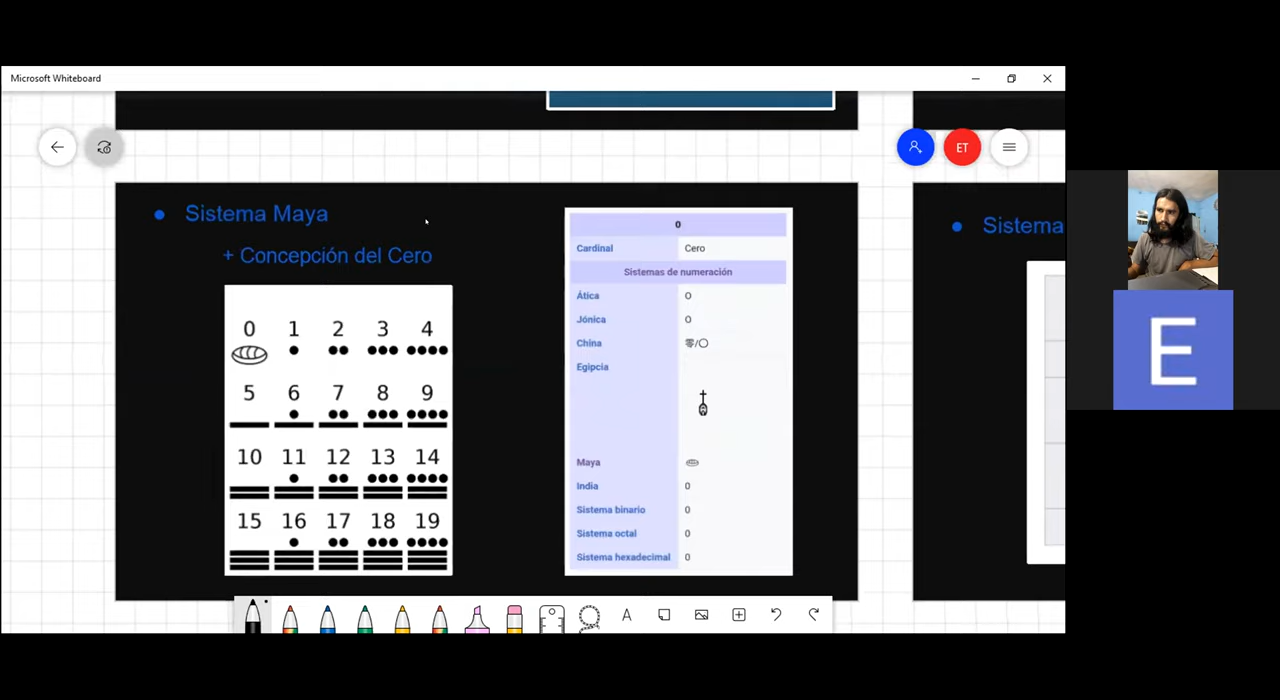 Microsoft Whiteboard
ET
Sistema Maya
+ Concepción del Cero
0 1 2 3 4
5 6 7 8 9
10 11 12 13 14
15 16 17 18 19
0
Cardinal Cero
Sistemas de numeración
Ática O
Jónica O
China 零/〇
Egipcia
Maya
India 0
Sistema binario 0
Sistema octal 0
Sistema hexadecimal 0
Sistema
E
A